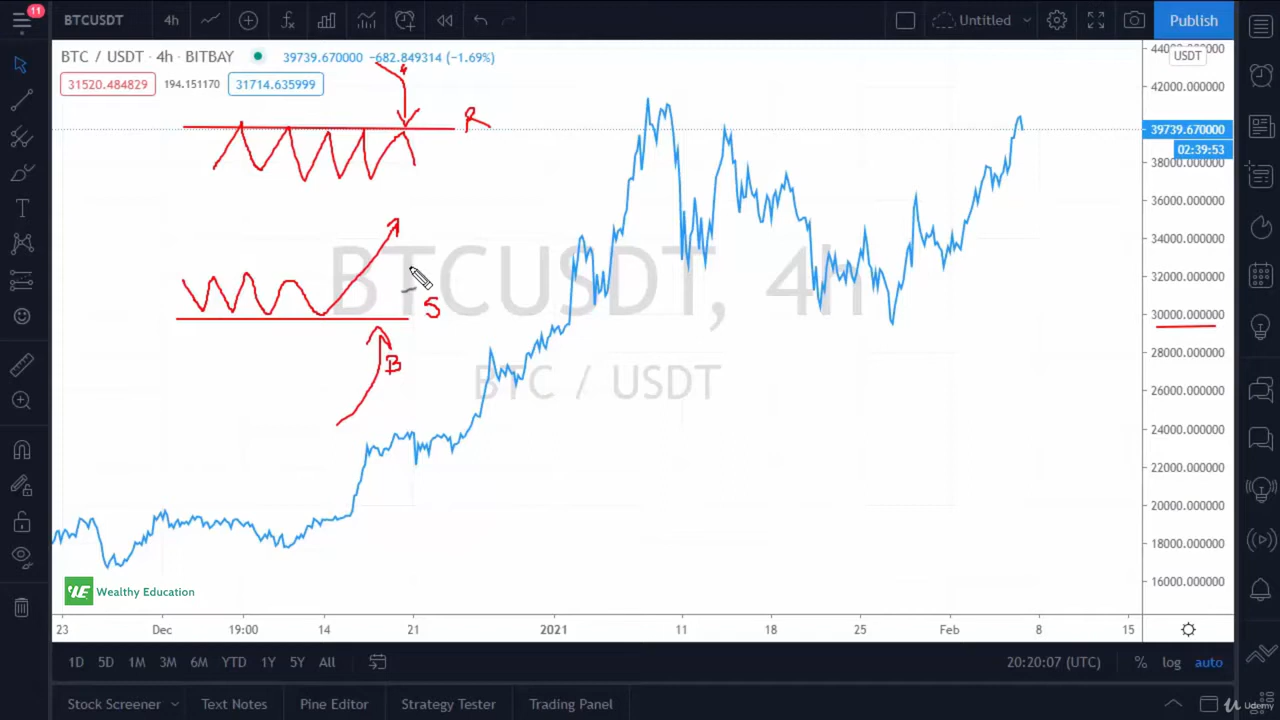 11
BTCUSDT 4h Untitled Publish
BTC / USDT · 4h · BITBAY 39739.670000 −682.849314 (−1.69%)
31520.484829 194.151170 31714.635999
44000.000000
USDT
42000.000000
R
39739.670000
02:39:53
38000.000000
36000.000000
34000.000000
32000.000000
30000.000000
28000.000000
26000.000000
24000.000000
22000.000000
20000.000000
18000.000000
16000.000000
BTCUSDT, 4h
S
B
BTC / USDT
Wealthy Education
23 Dec 19:00 14 21 2021 11 18 25 Feb 8 15
1D 5D 1M 3M 6M YTD 1Y 5Y All 20:20:07 (UTC) % log auto
Stock Screener Text Notes Pine Editor Strategy Tester Trading Panel
Udemy